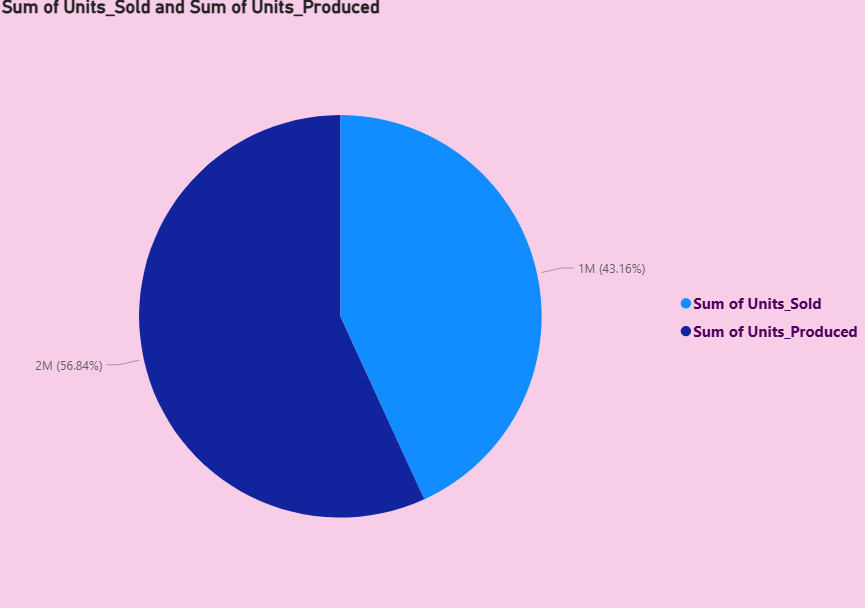 Sum of Units_Sold and Sum of Units_Produced
1M (43.16%)
Sum of Units_Sold
Sum of Units_Produced
2M (56.84%)